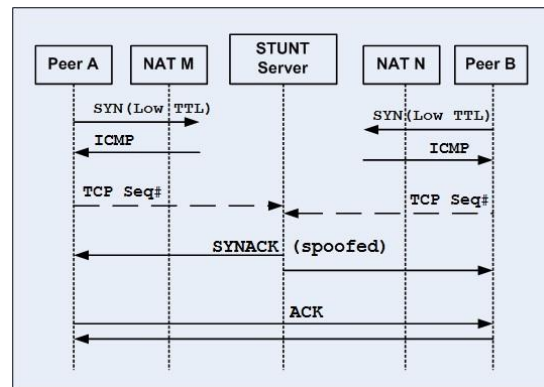 Peer A
NAT M
STUNT
Server
NAT N
Peer B
SYN(Low TTL)
SYN(Low TTL)
ICMP
ICMP
TCP Seq#
TCP Seq#
SYNACK (spoofed)
ACK